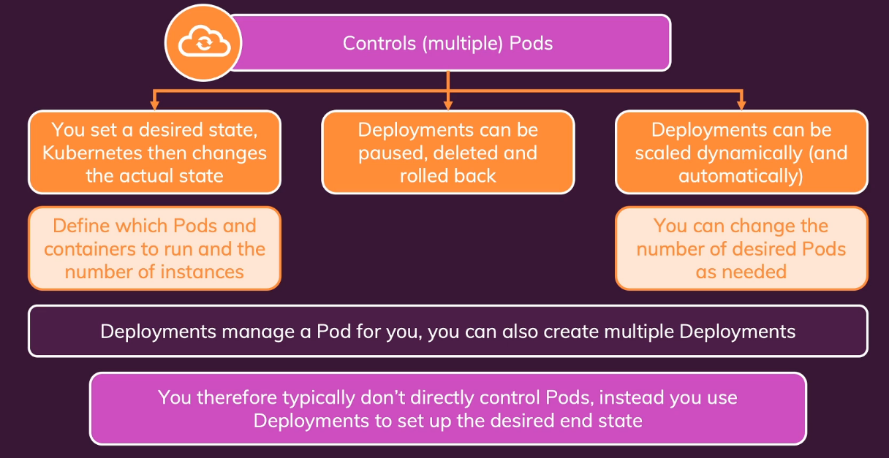 Controls (multiple) Pods
You set a desired state,
Kubernetes then changes
the actual state
Deployments can be
paused, deleted and
rolled back
Deployments can be
scaled dynamically (and
automatically)
Define which Pods and
containers to run and the
number of instances
You can change the
number of desired Pods
as needed
Deployments manage a Pod for you, you can also create multiple Deployments
You therefore typically don’t directly control Pods, instead you use
Deployments to set up the desired end state